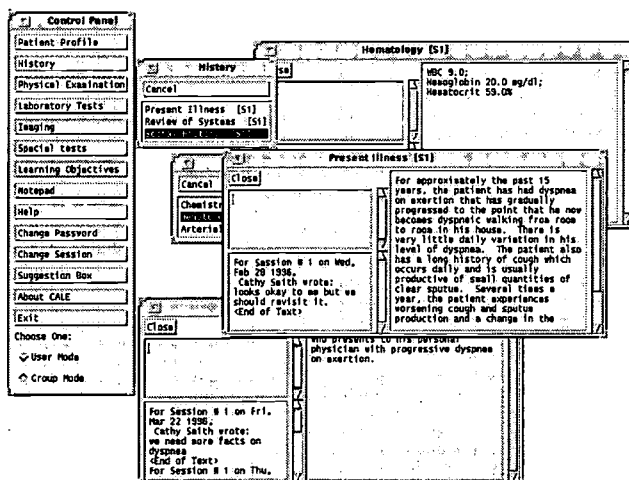 Control Panel
Patient Profile
History
Physical Examination
Laboratory Tests
Imaging
Special tests
Learning Objectives
Notepad
Help
Change Password
Change Session
Suggestion Box
About CALE
Exit
Choose One:
User Mode
Group Mode
History
Cancel
Present Illness [S1]
Review of Systems [S1]
Hematology [S1]
WBC 9.0;
Hemoglobin 20.0 mg/dl;
Hematocrit 59.0%
Cancel
Chemistr
Arterial
Present Illness [S1]
Close
For Session # 1 on Wed,
Feb 28 1996,
Cathy Smith wrote:
looks okay to me but we
should revisit it.
<End of Text>
For approximately the past 15
years, the patient has had dyspnea
on exertion that has gradually
progressed to the point that he now
becomes dyspneic walking from room
to room in his house. There is
very little daily variation in his
level of dyspnea. The patient also
has a long history of cough which
occurs daily and is usually
productive of small quantities of
clear sputum. Several times a
year, the patient experiences
worsening cough and sputum
production and a change in the
Close
who presents to his personal
physician with progressive dyspnea
on exertion.
For Session # 1 on Fri,
Mar 22 1996,
Cathy Smith wrote:
we need more facts on
dyspnea
<End of Text>
For Session # 1 on Thu,